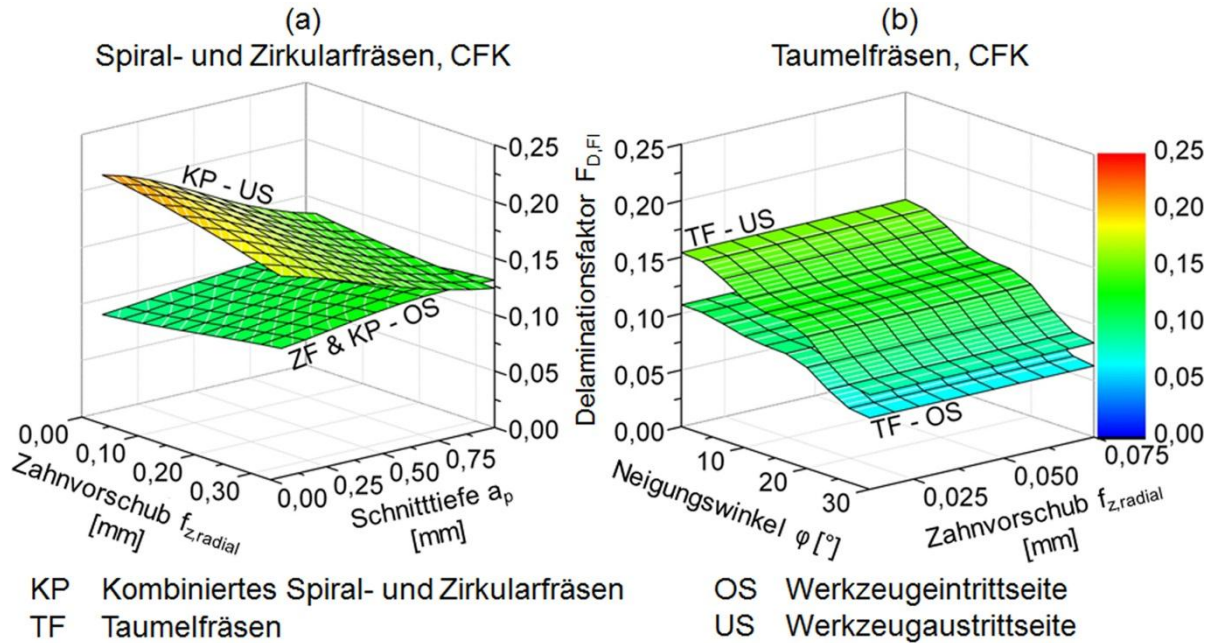 (a)
Spiral- und Zirkularfräsen, CFK
KP - US
ZF & KP - OS
0,25
0,20
0,15
0,10
0,05
0,00
0,00
0,10
0,20
0,30
Zahnvorschub fz,radial
[mm]
0,00
0,25
0,50
0,75
Schnitttiefe ap
[mm]
(b)
Taumelfräsen, CFK
Delaminationsfaktor FD,Fl
0,25
0,20
0,15
0,10
0,05
0,00
TF - US
TF - OS
10
20
30
Neigungswinkel φ [°]
0,025
0,050
0,075
Zahnvorschub fz,radial
[mm]
0,25
0,20
0,15
0,10
0,05
0,00
KP Kombiniertes Spiral- und Zirkularfräsen
TF Taumelfräsen
OS Werkzeugeintrittseite
US Werkzeugaustrittseite